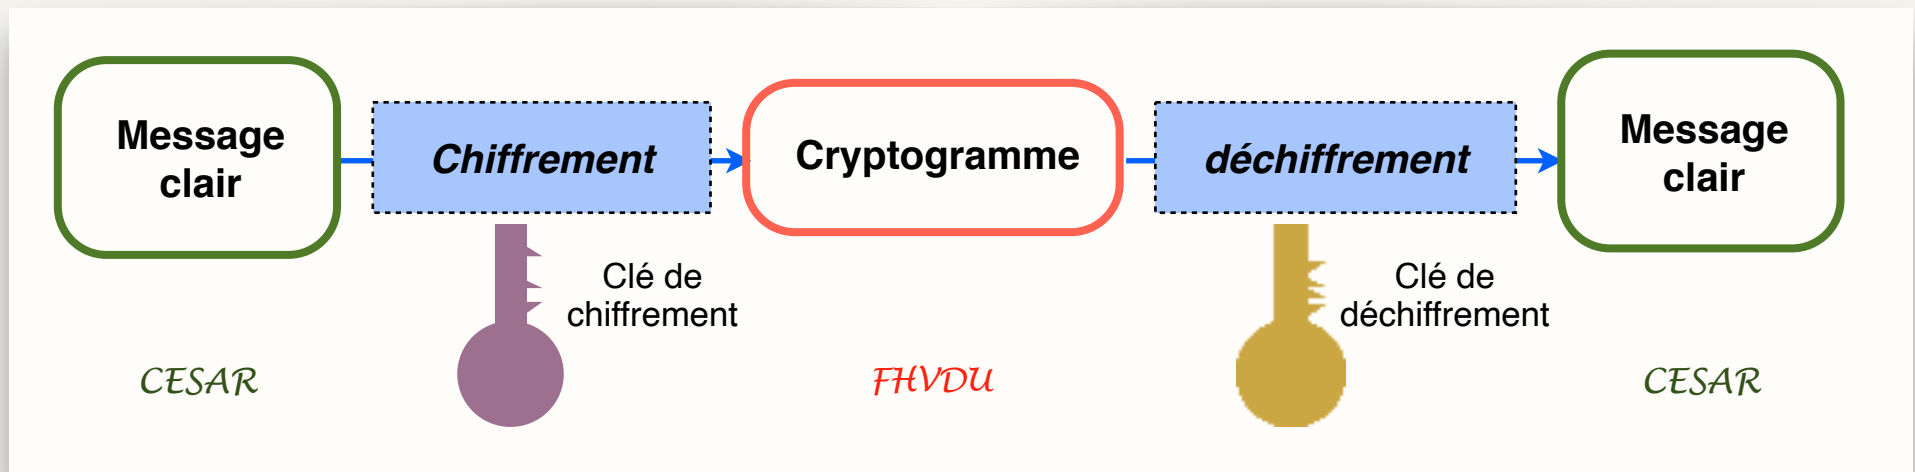 Message
clair
Chiffrement
Cryptogramme
déchiffrement
Message
clair
Clé de
chiffrement
Clé de
déchiffrement
CESAR
FHVDU
CESAR